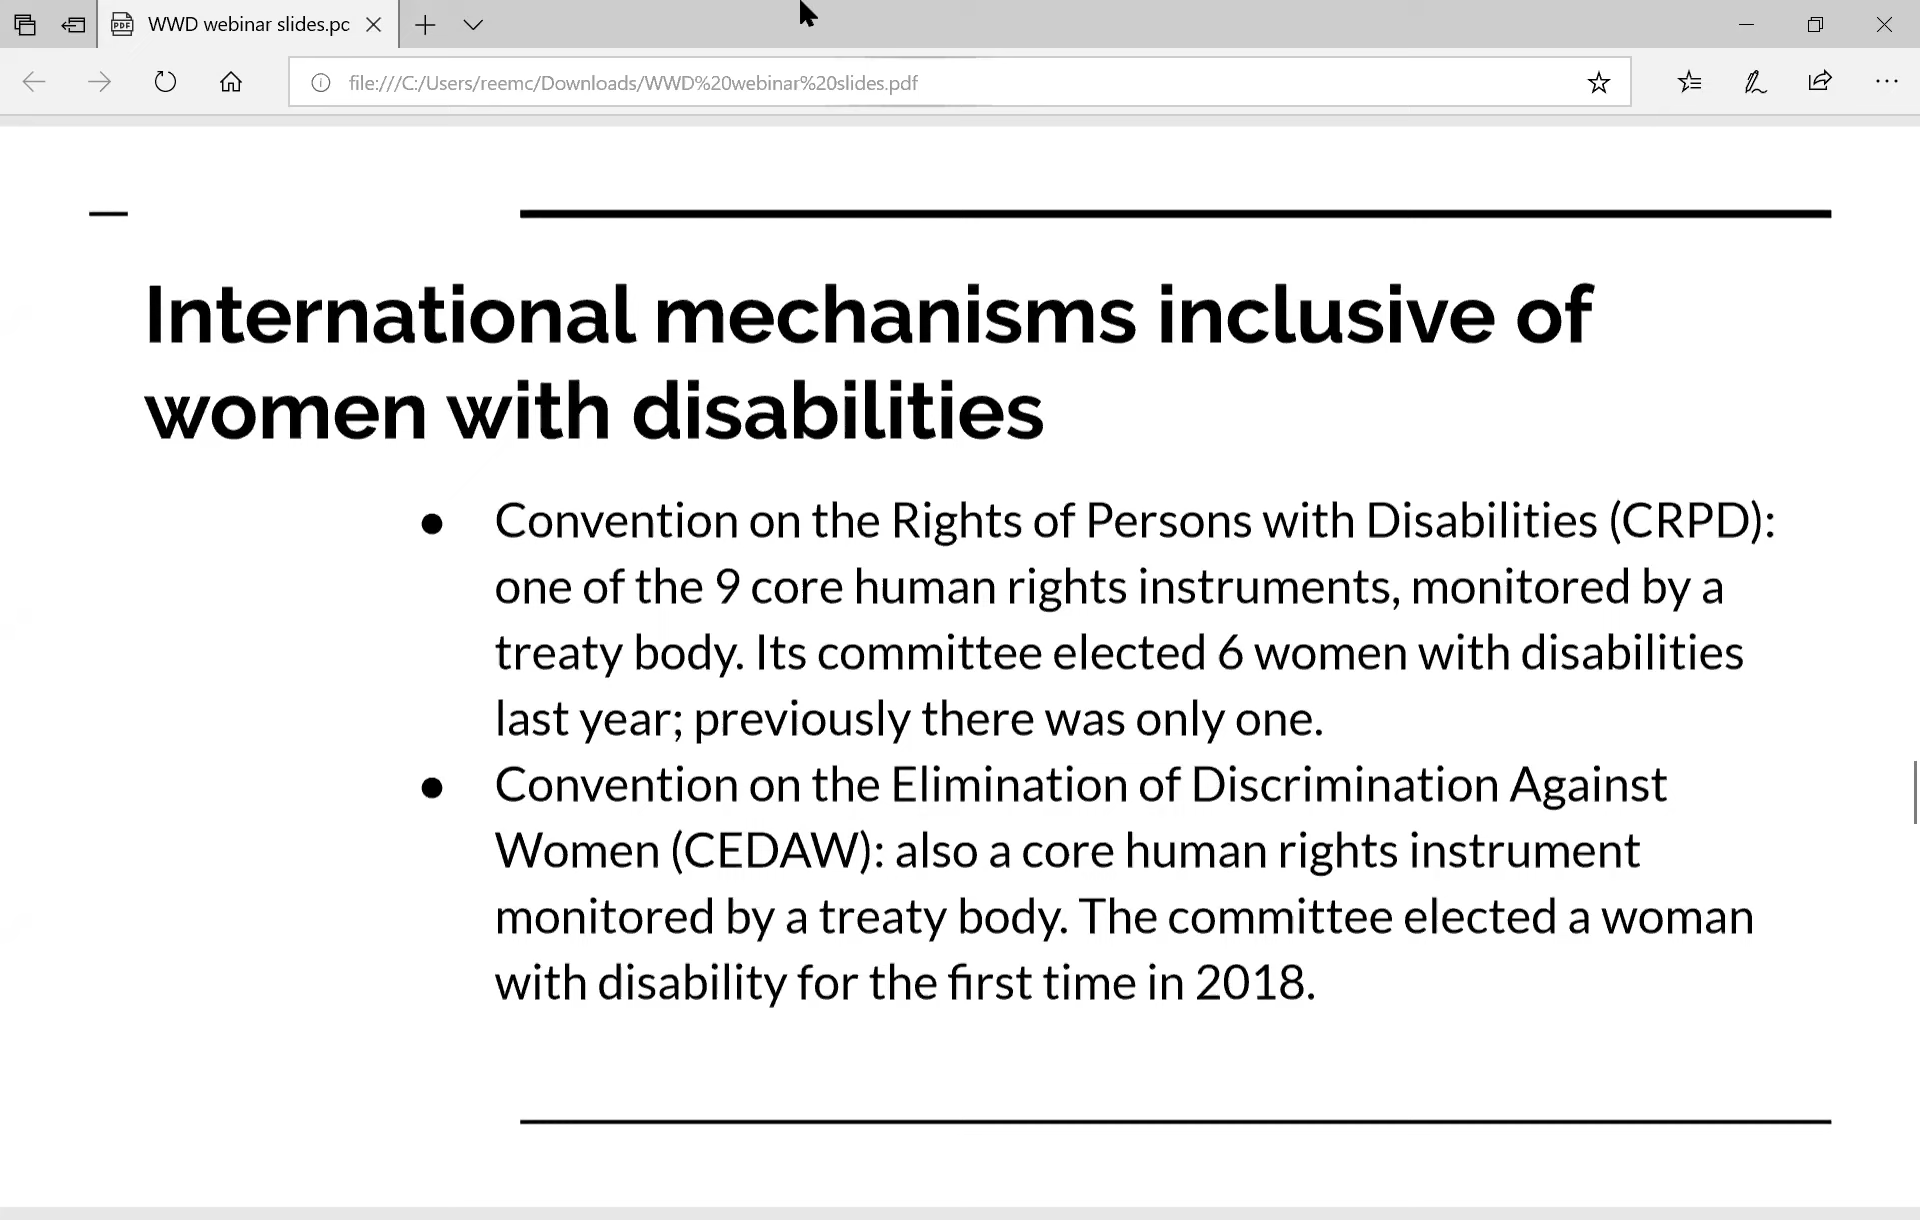 WWD webinar slides.pc
file:///C:/Users/reemc/Downloads/WWD%20webinar%20slides.pdf
International mechanisms inclusive of
women with disabilities
● Convention on the Rights of Persons with Disabilities (CRPD):
one of the 9 core human rights instruments, monitored by a
treaty body. Its committee elected 6 women with disabilities
last year; previously there was only one.
● Convention on the Elimination of Discrimination Against
Women (CEDAW): also a core human rights instrument
monitored by a treaty body. The committee elected a woman
with disability for the first time in 2018.